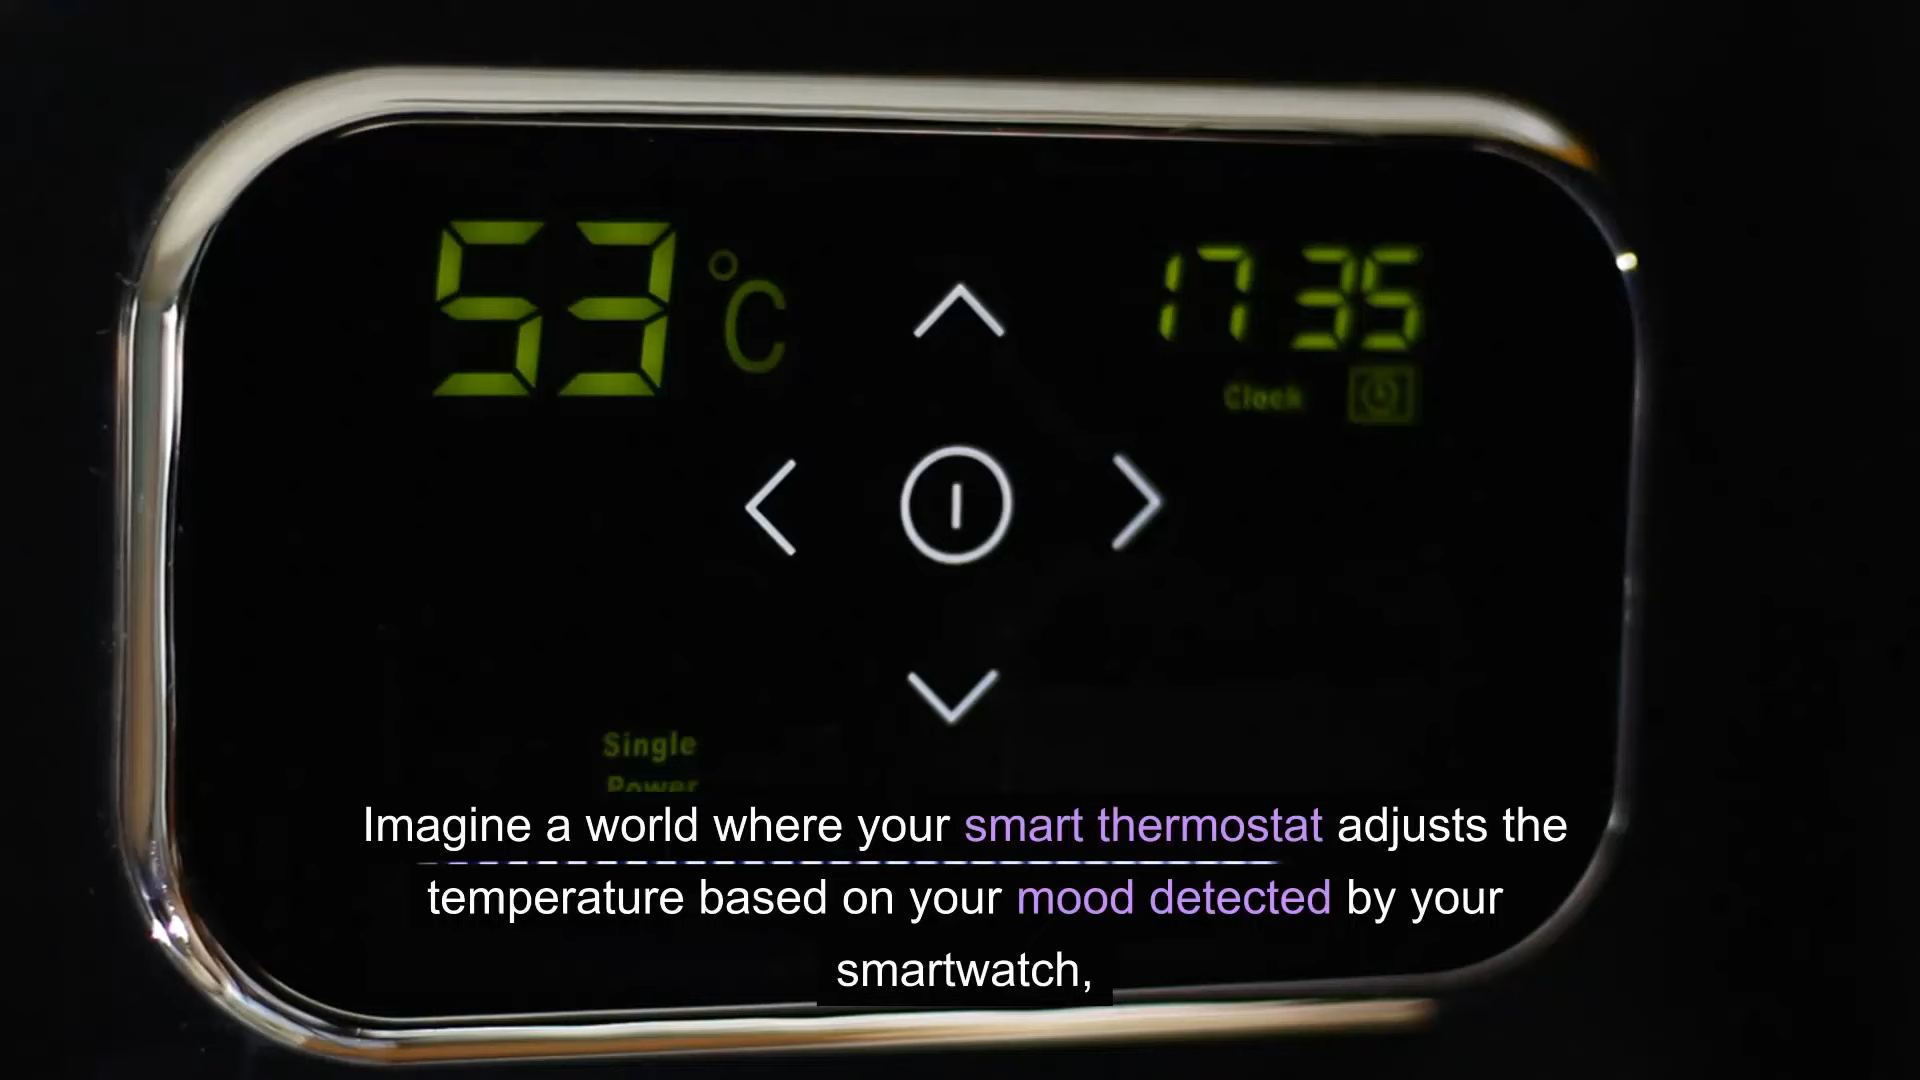 53 °C
17 35
Clock
Single
Power
Imagine a world where your smart thermostat adjusts the
temperature based on your mood detected by your
smartwatch,